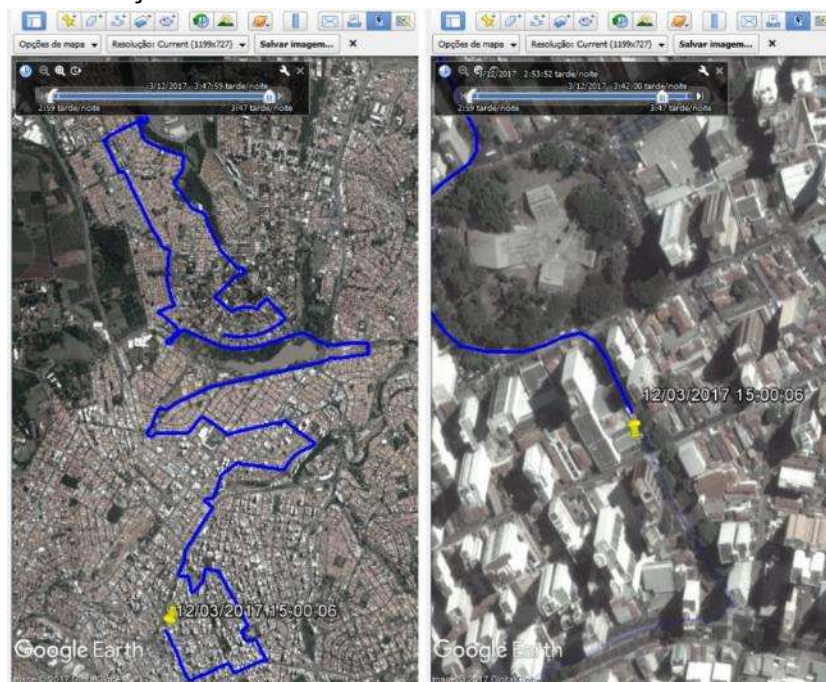 Opções de mapa
Resolução: Current (1199x727)
Salvar imagem...
3/12/2017 3:47:59 tarde/noite
2:59 tarde/noite
3:47 tarde/noite
12/03/2017 15:00:06
Google Earth
Opções de mapa
Resolução: Current (1199x727)
Salvar imagem...
3/12/2017 2:53:52 tarde/noite
3/12/2017 3:42:00 tarde/noite
2:59 tarde/noite
3:47 tarde/noite
12/03/2017 15:00:06
Google Earth